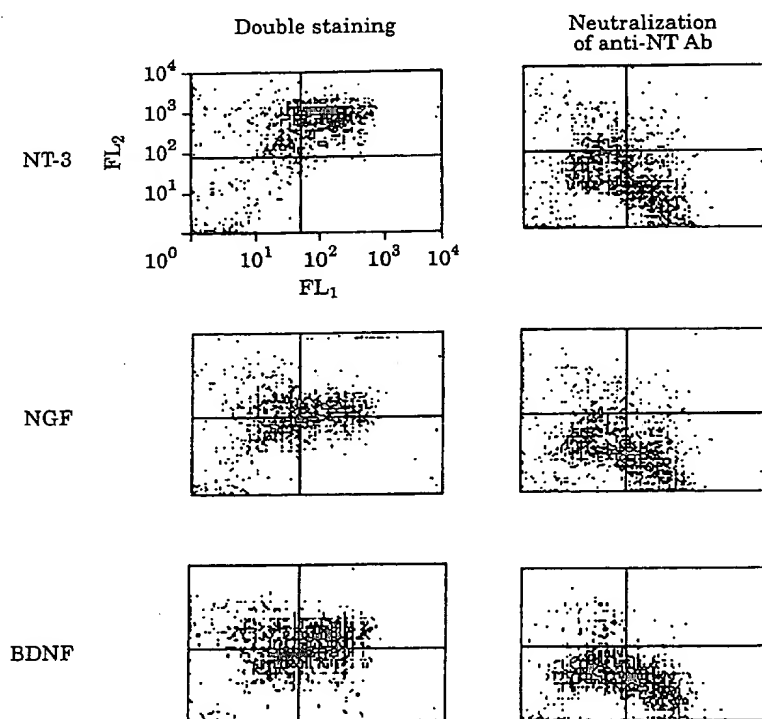 Double staining
Neutralization
of anti-NT Ab
NT-3
FL2
10^4
10^3
10^2
10^1
10^0
10^1
10^2
10^3
10^4
FL1
NGF
BDNF